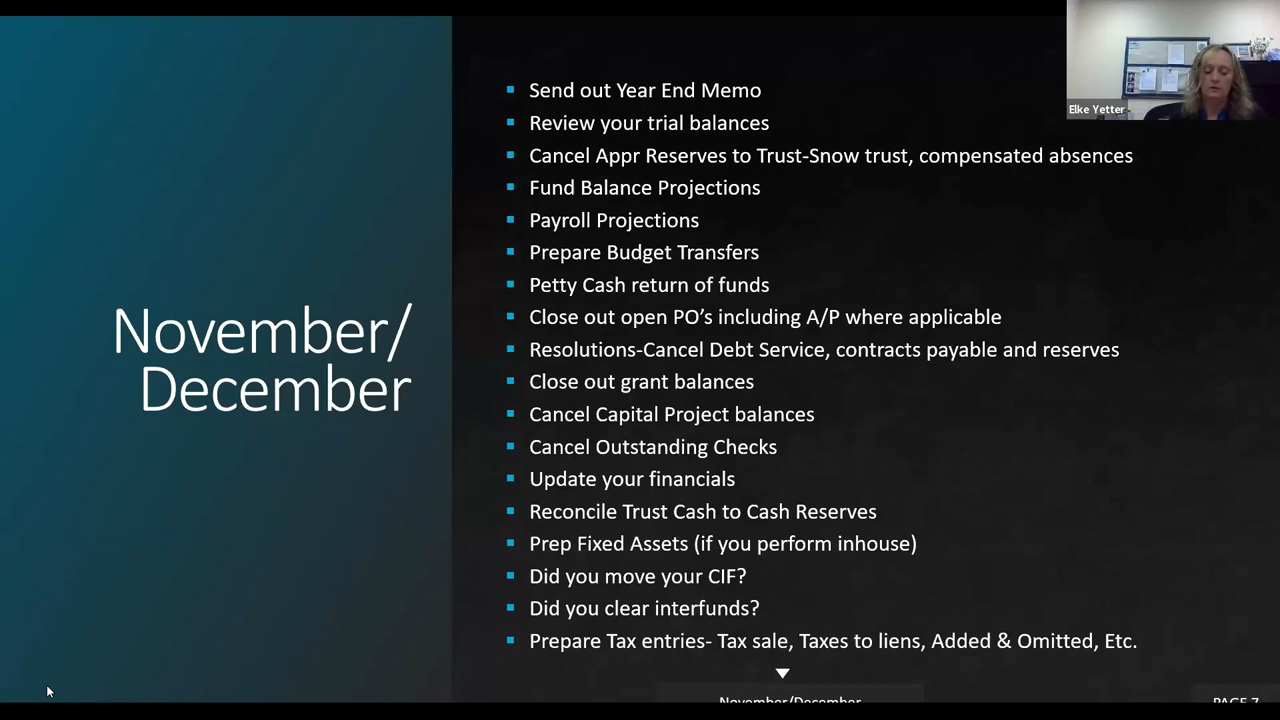 Elke Yetter
November/
December
Send out Year End Memo
Review your trial balances
Cancel Appr Reserves to Trust-Snow trust, compensated absences
Fund Balance Projections
Payroll Projections
Prepare Budget Transfers
Petty Cash return of funds
Close out open PO’s including A/P where applicable
Resolutions-Cancel Debt Service, contracts payable and reserves
Close out grant balances
Cancel Capital Project balances
Cancel Outstanding Checks
Update your financials
Reconcile Trust Cash to Cash Reserves
Prep Fixed Assets (if you perform inhouse)
Did you move your CIF?
Did you clear interfunds?
Prepare Tax entries- Tax sale, Taxes to liens, Added & Omitted, Etc.
November/December
PAGE 7